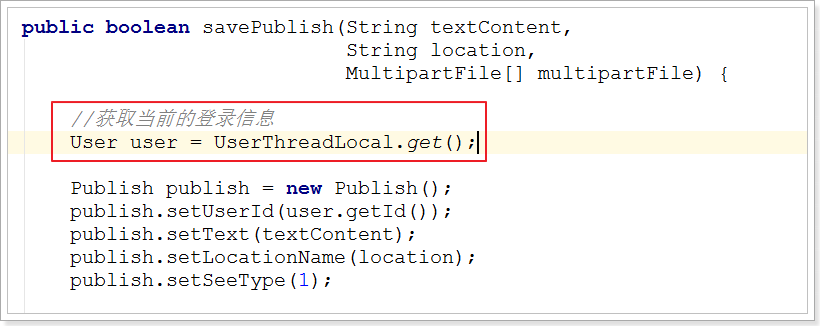 public boolean savePublish(String textContent,
String location,
MultipartFile[] multipartFile) {
//获取当前的登录信息
User user = UserThreadLocal.get();
Publish publish = new Publish();
publish.setUserId(user.getId());
publish.setText(textContent);
publish.setLocationName(location);
publish.setSeeType(1);